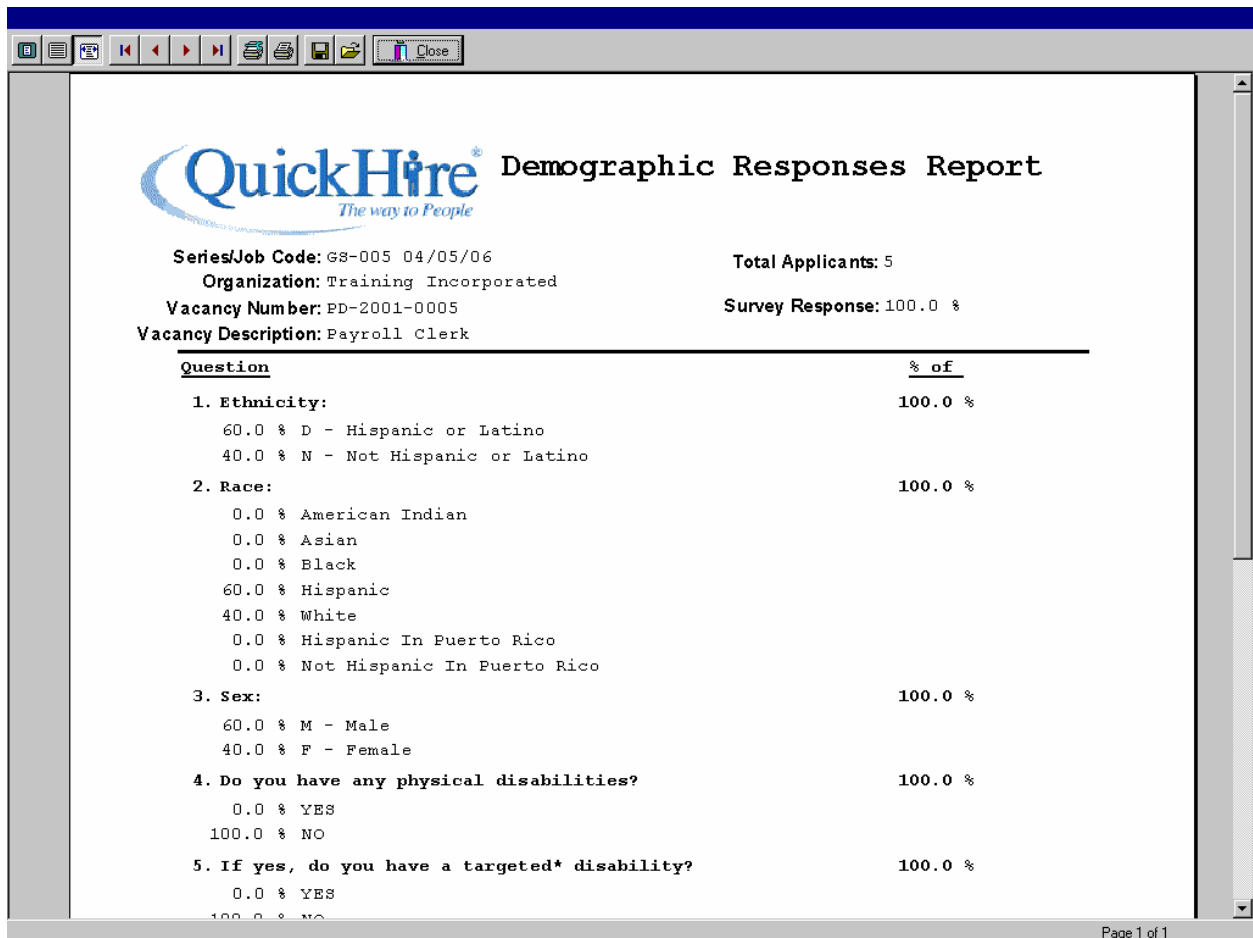 Close
QuickHire® Demographic Responses Report
The way to People
Series/Job Code: GS-005 04/05/06
Total Applicants: 5
Organization: Training Incorporated
Vacancy Number: PD-2001-0005
Survey Response: 100.0 %
Vacancy Description: Payroll Clerk
Question % of
1. Ethnicity: 100.0 %
60.0 % D - Hispanic or Latino
40.0 % N - Not Hispanic or Latino
2. Race: 100.0 %
0.0 % American Indian
0.0 % Asian
0.0 % Black
60.0 % Hispanic
40.0 % White
0.0 % Hispanic In Puerto Rico
0.0 % Not Hispanic In Puerto Rico
3. Sex: 100.0 %
60.0 % M - Male
40.0 % F - Female
4. Do you have any physical disabilities? 100.0 %
0.0 % YES
100.0 % NO
5. If yes, do you have a targeted* disability? 100.0 %
0.0 % YES
100.0 % NO
Page 1 of 1